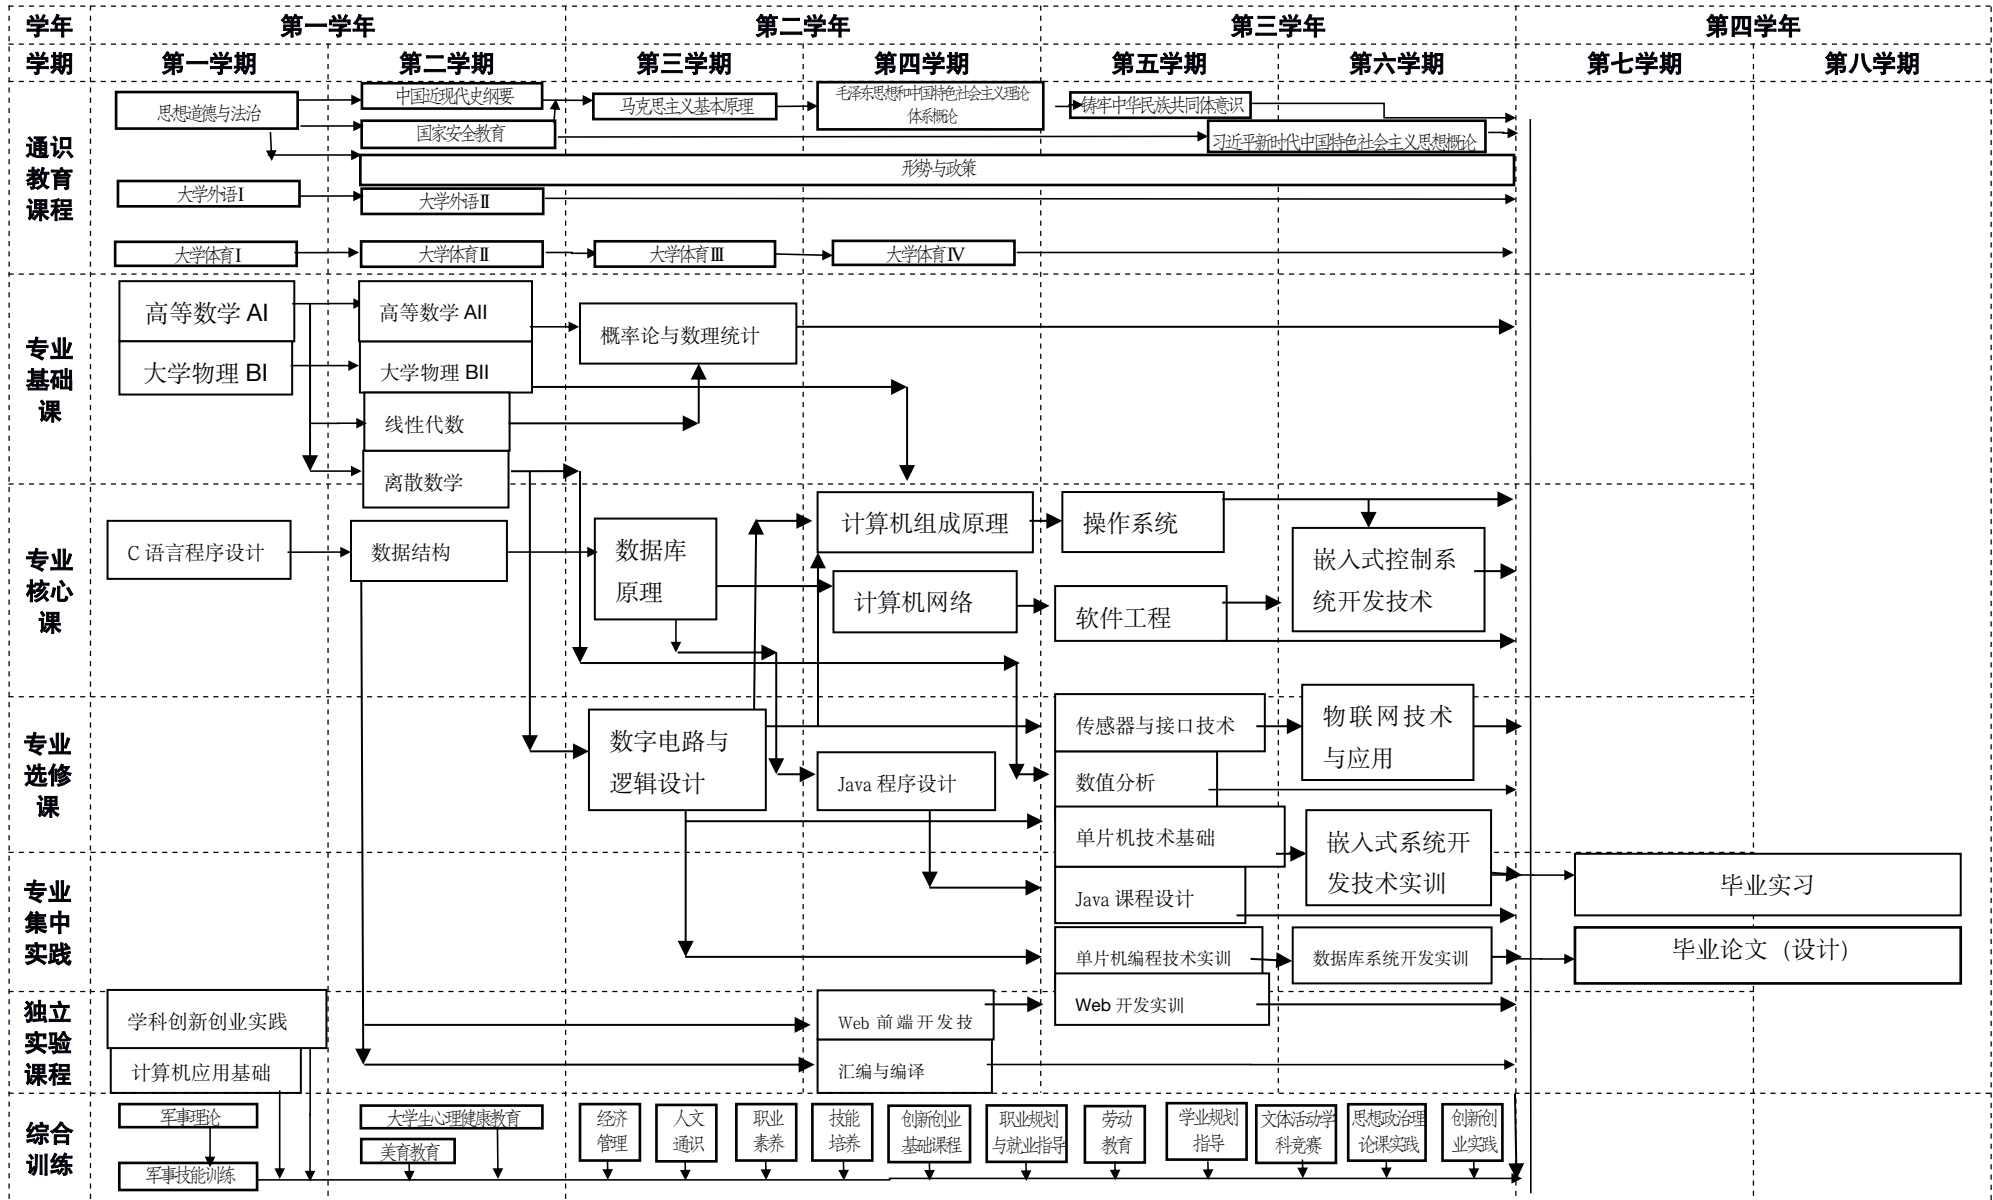 学年
第一学年
第二学年
第三学年
第四学年
学期
第一学期
第二学期
第三学期
第四学期
第五学期
第六学期
第七学期
第八学期
通识
教育
课程
思想道德与法治
中国近现代史纲要
国家安全教育
马克思主义基本原理
毛泽东思想和中国特色社会主义理论
体系概论
铸牢中华民族共同体意识
习近平新时代中国特色社会主义思想概论
形势与政策
大学外语Ⅰ
大学外语Ⅱ
大学体育Ⅰ
大学体育Ⅱ
大学体育Ⅲ
大学体育Ⅳ
专业
基础
课
高等数学 AI
高等数学 AII
概率论与数理统计
大学物理 BI
大学物理 BII
线性代数
离散数学
专业
核心
课
C 语言程序设计
数据结构
数据库
原理
计算机组成原理
计算机网络
操作系统
软件工程
嵌入式控制系
统开发技术
专业
选修
课
数字电路与
逻辑设计
Java 程序设计
传感器与接口技术
数值分析
单片机技术基础
物联网技术
与应用
专业
集中
实践
嵌入式系统开
发技术实训
Java 课程设计
单片机编程技术实训
数据库系统开发实训
毕业实习
毕业论文（设计）
独立
实验
课程
学科创新创业实践
计算机应用基础
Web 前端开发技
汇编与编译
Web 开发实训
综合
训练
军事理论
军事技能训练
大学生心理健康教育
美育教育
经济
管理
人文
通识
职业
素养
技能
培养
创新创业
基础课程
职业规划
与就业指导
劳动
教育
学业规划
指导
文体活动学
科竞赛
思想政治理
论课实践
创新创
业实践